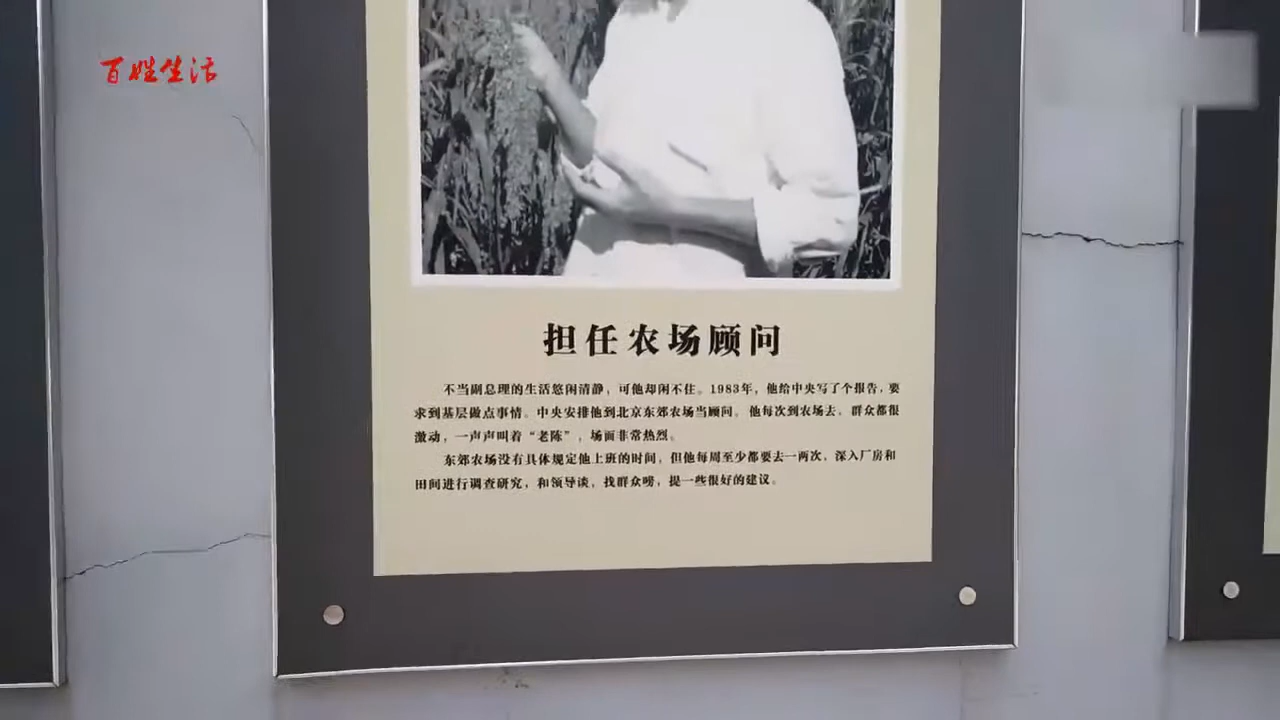 百姓生活
担任农场顾问
不当副总理的生活悠闲清静，可他却闲不住。1983年，他给中央写了个报告，要
求到基层做点事情。中央安排他到北京东郊农场当顾问。他每次到农场去，群众都很
激动，一声声叫着“老陈”，场面非常热烈。
东郊农场没有具体规定他上班的时间，但他每周至少都要去一两次，深入厂房和
田间进行调查研究，和领导谈，找群众唠，提一些很好的建议。